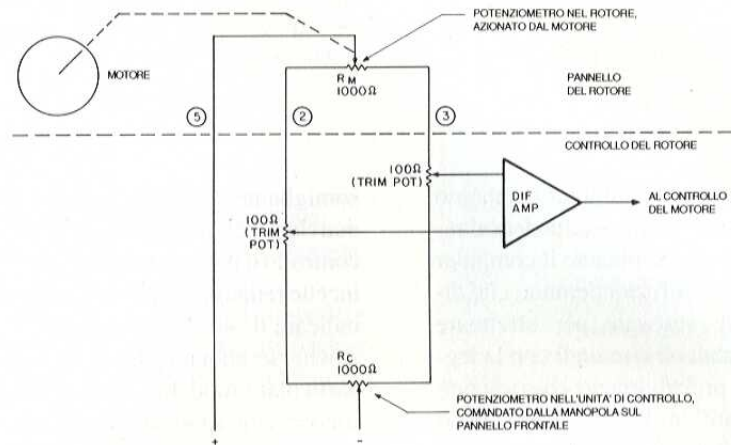 POTENZIOMETRO NEL ROTORE,
AZIONATO DAL MOTORE
MOTORE
R M
1000Ω
PANNELLO
DEL ROTORE
5
2
3
CONTROLLO DEL ROTORE
100Ω
(TRIM POT)
DIF
AMP
AL CONTROLLO
DEL MOTORE
100Ω
(TRIM
POT)
RC
1000Ω
POTENZIOMETRO NELL'UNITA' DI CONTROLLO,
COMANDATO DALLA MANOPOLA SUL
PANNELLO FRONTALE
+
–